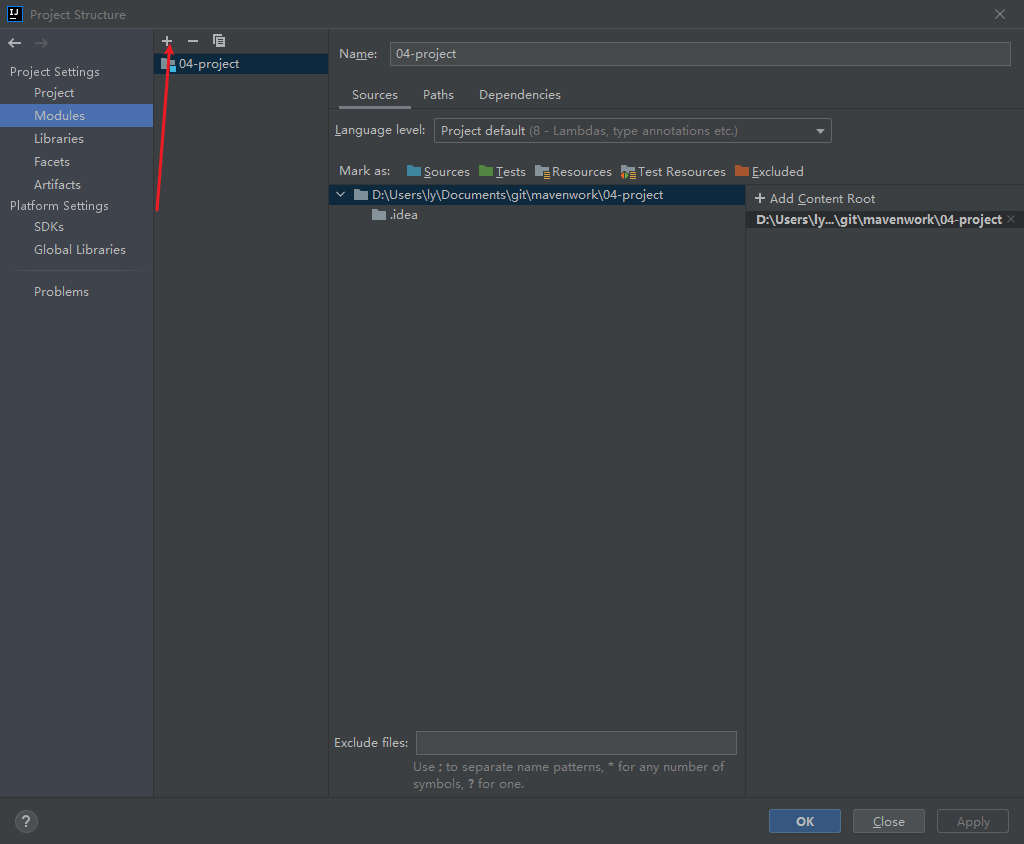 Project Structure
Project Settings
Project
Modules
Libraries
Facets
Artifacts
Platform Settings
SDKs
Global Libraries
Problems
04-project
Name: 04-project
Sources Paths Dependencies
Language level: Project default (8 - Lambdas, type annotations etc.)
Mark as: Sources Tests Resources Test Resources Excluded
D:\Users\ly\Documents\git\mavenwork\04-project
.idea
+ Add Content Root
D:\Users\ly...\git\mavenwork\04-project
Exclude files:
Use ; to separate name patterns, * for any number of
symbols, ? for one.
?
OK Close Apply